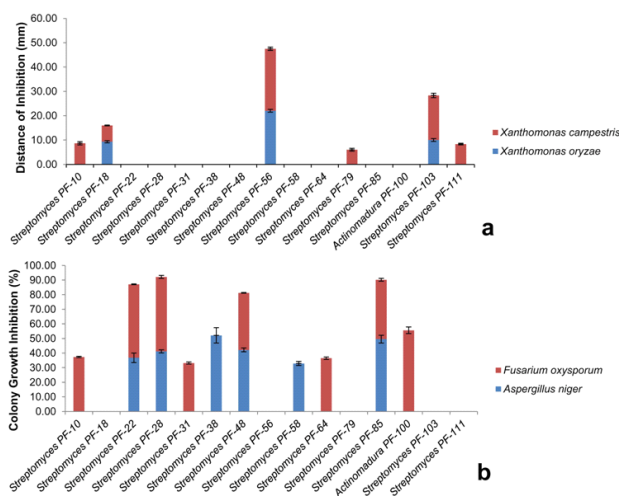 Distance of Inhibition (mm)
60.00
50.00
40.00
30.00
20.00
10.00
0.00
Streptomyces PF-10
Streptomyces PF-18
Streptomyces PF-22
Streptomyces PF-28
Streptomyces PF-31
Streptomyces PF-38
Streptomyces PF-48
Streptomyces PF-56
Streptomyces PF-58
Streptomyces PF-64
Streptomyces PF-79
Streptomyces PF-85
Actinomadura PF-100
Streptomyces PF-103
Streptomyces PF-111
Xanthomonas campestris
Xanthomonas oryzae
a
Colony Growth Inhibition (%)
100.00
90.00
80.00
70.00
60.00
50.00
40.00
30.00
20.00
10.00
0.00
Streptomyces PF-10
Streptomyces PF-18
Streptomyces PF-22
Streptomyces PF-28
Streptomyces PF-31
Streptomyces PF-38
Streptomyces PF-48
Streptomyces PF-56
Streptomyces PF-58
Streptomyces PF-64
Streptomyces PF-79
Streptomyces PF-85
Actinomadura PF-100
Streptomyces PF-103
Streptomyces PF-111
Fusarium oxysporum
Aspergillus niger
b